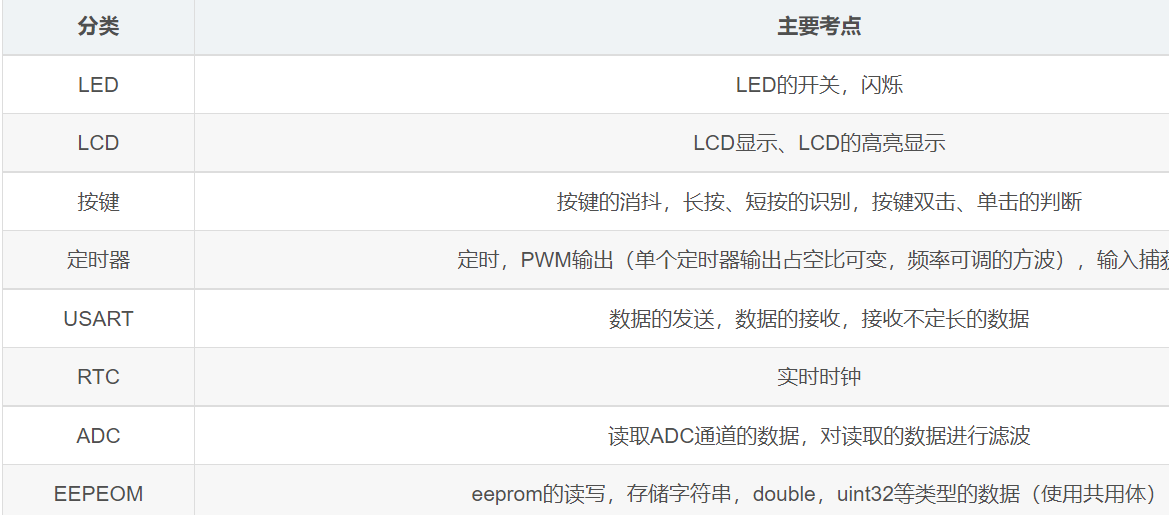 分类 主要考点
LED LED的开关，闪烁
LCD LCD显示、LCD的高亮显示
按键 按键的消抖，长按、短按的识别，按键双击、单击的判断
定时器 定时，PWM输出（单个定时器输出占空比可变，频率可调的方波），输入捕获
USART 数据的发送，数据的接收，接收不定长的数据
RTC 实时时钟
ADC 读取ADC通道的数据，对读取的数据进行滤波
EEPEOM eeprom的读写，存储字符串，double，uint32等类型的数据（使用共用体）